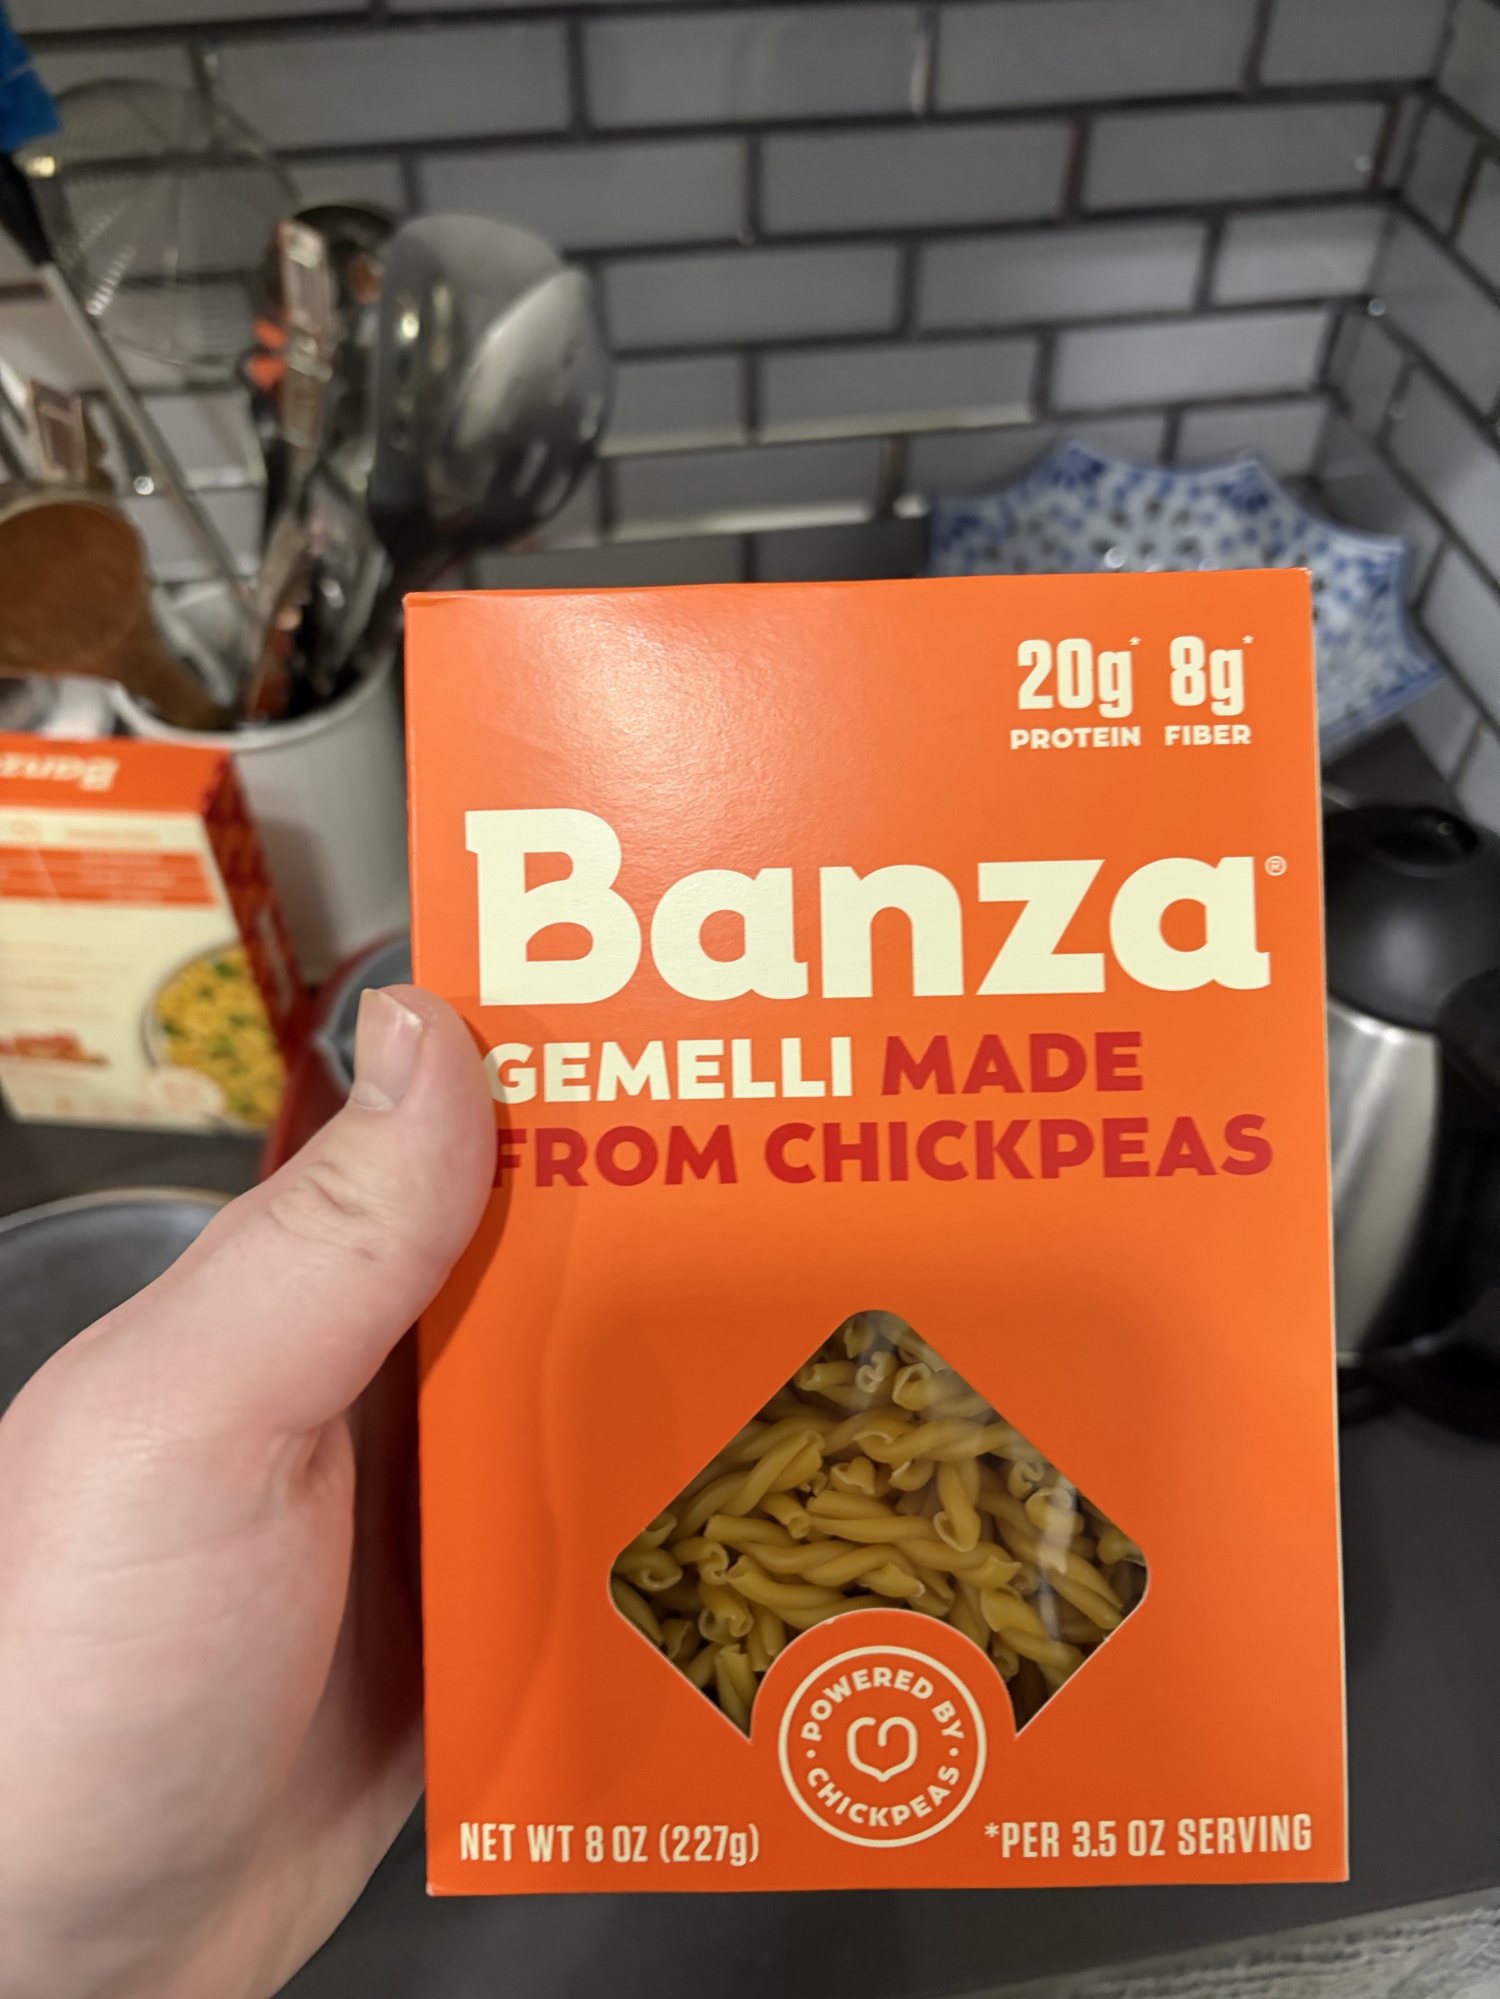 20g* 8g*
PROTEIN FIBER
Banza®
GEMELLI MADE
FROM CHICKPEAS
POWERED BY
CHICKPEAS
NET WT 8 OZ (227g)
*PER 3.5 OZ SERVING
Banza